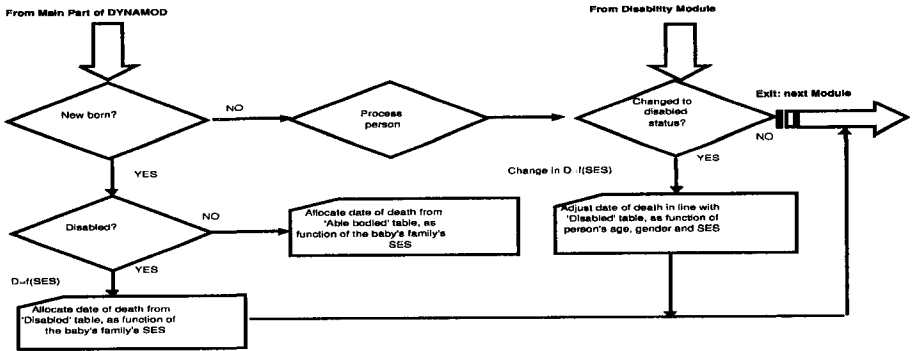 From Main Part of DYNAMOD
From Disability Module
New born?
NO
Process
person
Changed to
disabled
status?
Exit: next Module
NO
YES
YES
Change in D=f(SES)
Disabled?
NO
Allocate date of death from
'Able bodied' table, as
function of the baby's family's
SES
Adjust date of death in line with
'Disabled' table, as function of
person's age, gender and SES
YES
D=f(SES)
Allocate date of death from
'Disabled' table, as function of
the baby's family's SES